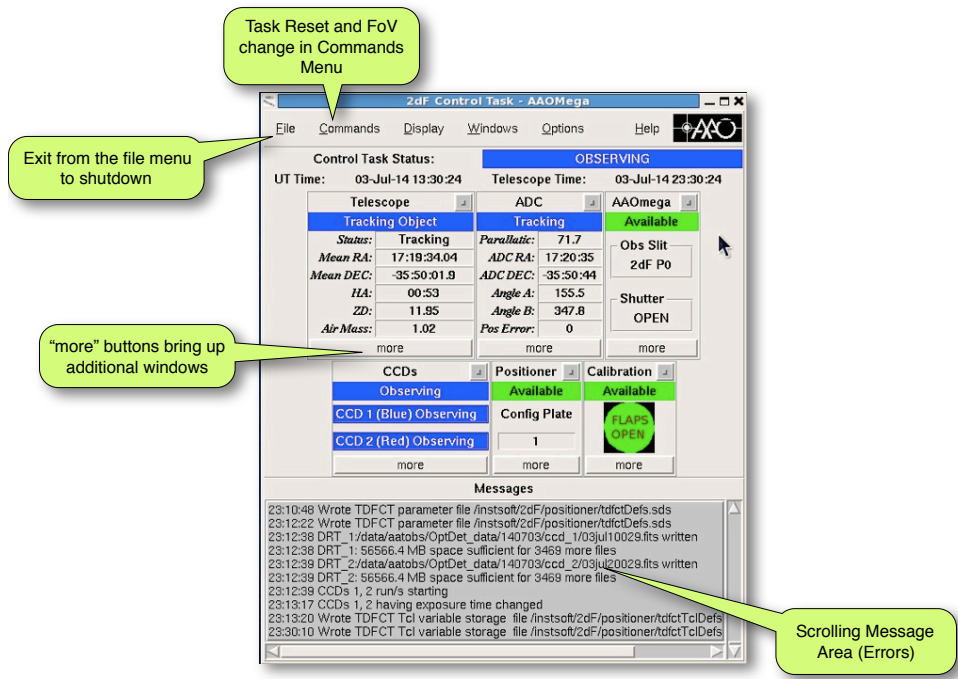 Task Reset and FoV
change in Commands
Menu
2dF Control Task - AAOMega
File Commands Display Windows Options Help AAO
Exit from the file menu
to shutdown
Control Task Status: OBSERVING
UT Time: 03-Jul-14 13:30:24 Telescope Time: 03-Jul-14 23:30:24
Telescope ADC AAOmega
Tracking Object Tracking Available
Status: Tracking Parallatic: 71.7 Obs Slit
Mean RA: 17:19:34.04 ADC RA: 17:20:35 2dF P0
Mean DEC: -35:50:01.9 ADC DEC: -35:50:44
HA: 00:53 Angle A: 155.5 Shutter
ZD: 11.95 Angle B: 347.8 OPEN
Air Mass: 1.02 Pos Error: 0
more more more
"more" buttons bring up
additional windows
CCDs Positioner Calibration
Observing Available Available
CCD 1 (Blue) Observing Config Plate FLAPS
OPEN
CCD 2 (Red) Observing 1
more more more
Messages
23:10:48 Wrote TDFCT parameter file /instsoft/2dF/positioner/tdfctDefs.sds
23:12:22 Wrote TDFCT parameter file /instsoft/2dF/positioner/tdfctDefs.sds
23:12:38 DRT_1:/data/aatobs/OptDet_data/140703/ccd_1/03jul10029.fits written
23:12:38 DRT_1: 56566.4 MB space sufficient for 3469 more files
23:12:39 DRT_2:/data/aatobs/OptDet_data/140703/ccd_2/03jul20029.fits written
23:12:39 DRT_2: 56566.4 MB space sufficient for 3469 more files
23:12:39 CCDs 1, 2 run/s starting
23:13:17 CCDs 1, 2 having exposure time changed
23:13:20 Wrote TDFCT Tcl variable storage file /instsoft/2dF/positioner/tdfctTclDefs
23:30:10 Wrote TDFCT Tcl variable storage file /instsoft/2dF/positioner/tdfctTclDefs
Scrolling Message
Area (Errors)